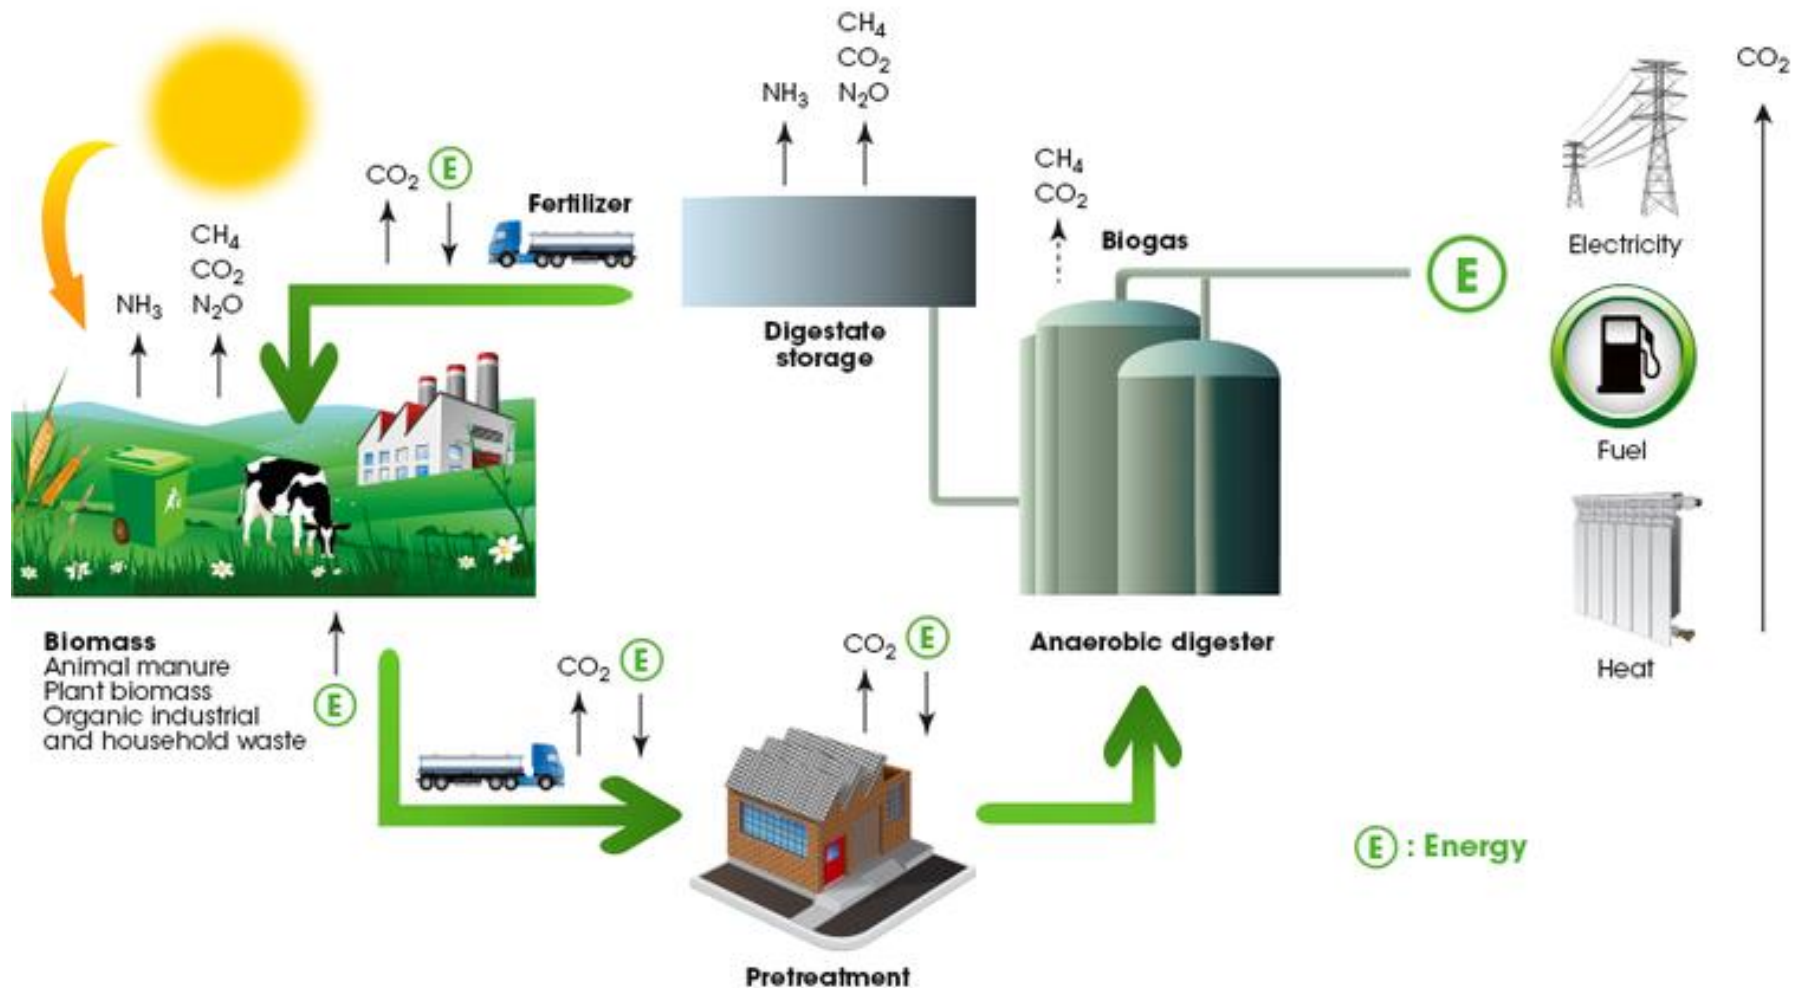 CH₄
CO₂
NH₃ N₂O
CO₂
CO₂ E
Fertilizer
CH₄
CO₂
Biogas
E
Electricity
CH₄
CO₂
NH₃ N₂O
Digestate
storage
Fuel
Biomass
Animal manure
Plant biomass
Organic industrial
and household waste
E
CO₂ E
CO₂ E
Anaerobic digester
Heat
E : Energy
Pretreatment